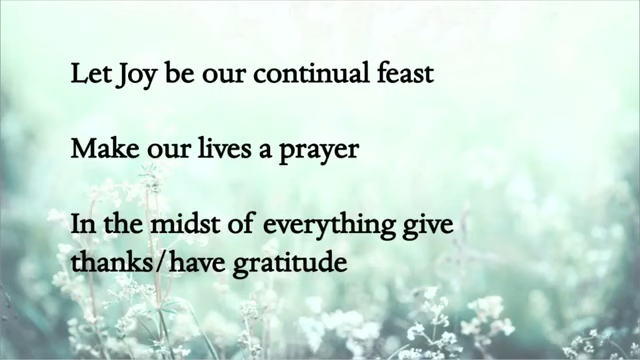 Let Joy be our continual feast
Make our lives a prayer
In the midst of everything give
thanks/have gratitude